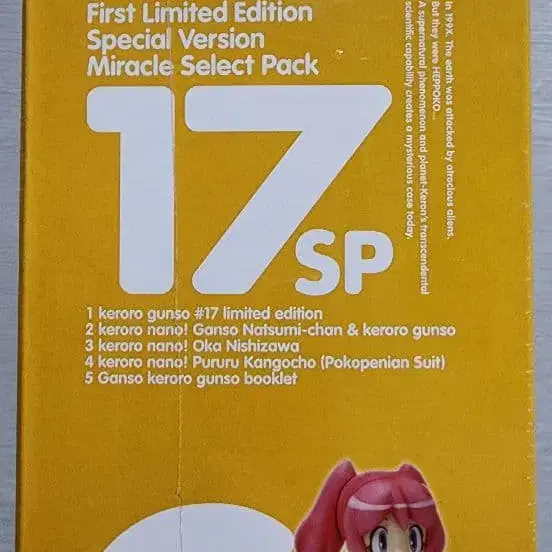 First Limited Edition
Special Version
Miracle Select Pack
17SP
1 keroro gunso #17 limited edition
2 keroro nano! Ganso Natsumi-chan & keroro gunso
3 keroro nano! Oka Nishizawa
4 keroro nano! Pururu Kangocho (Pokopenian Suit)
5 Ganso keroro gunso booklet
In 199X. The earth was attacked by atrocious aliens.
But they were HEPPOKO...
A supernatural phenomenon and planet-Keron's transcendental
scientific capability creates a mysterious case today.